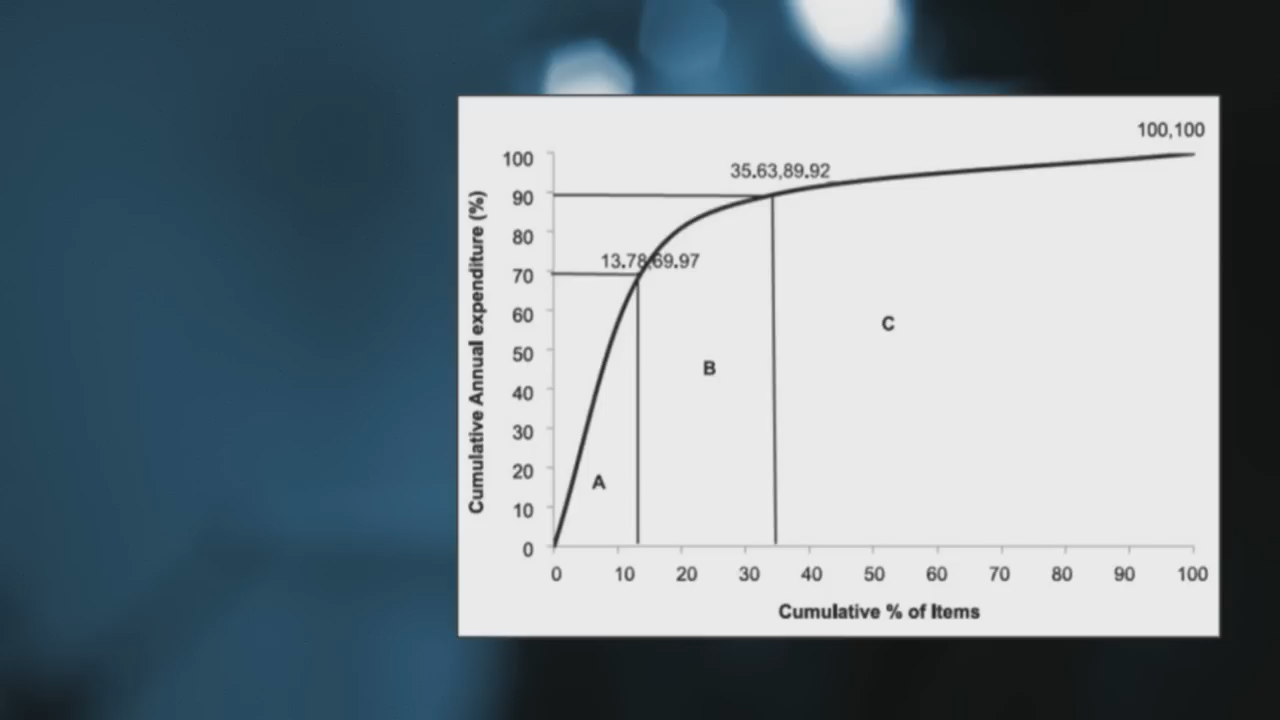 100,100
35.63,89.92
13.78,69.97
Cumulative Annual expenditure (%)
100
90
80
70
60
50
40
30
20
10
0
A
B
C
0 10 20 30 40 50 60 70 80 90 100
Cumulative % of Items